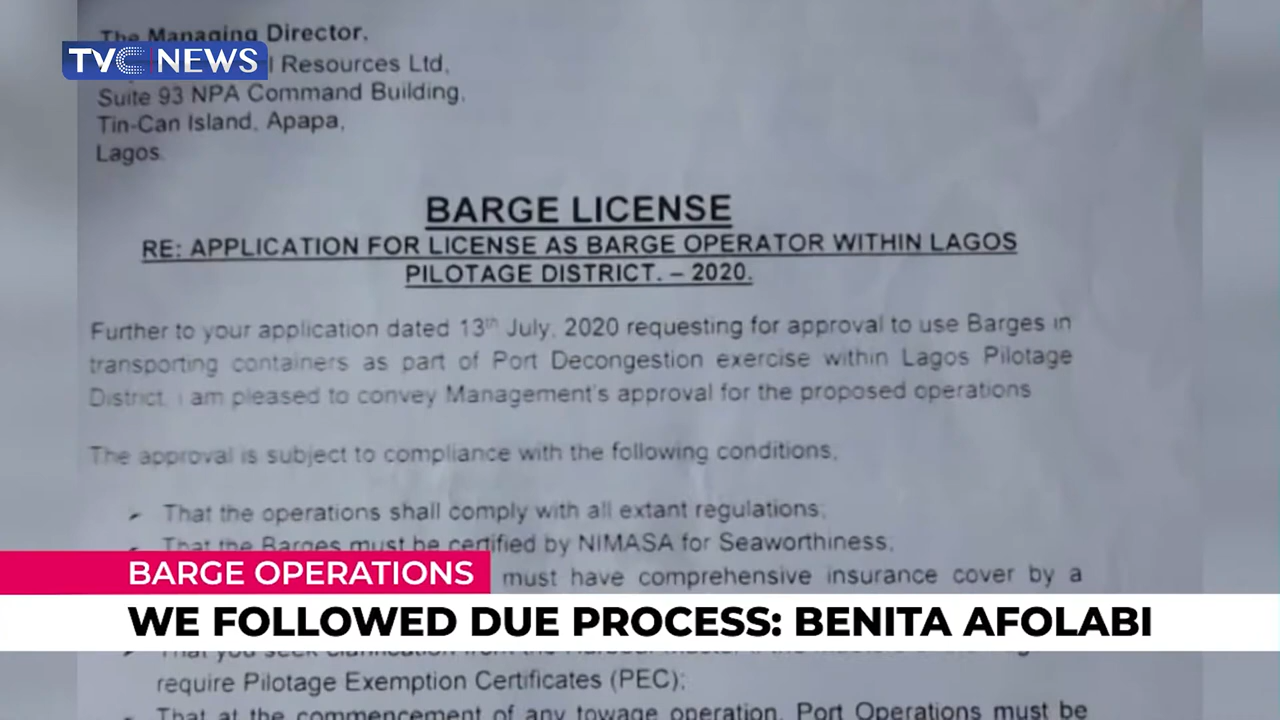 The Managing Director,
TVC NEWS
l Resources Ltd,
Suite 93 NPA Command Building,
Tin-Can Island, Apapa,
Lagos.
BARGE LICENSE
RE: APPLICATION FOR LICENSE AS BARGE OPERATOR WITHIN LAGOS
PILOTAGE DISTRICT. – 2020.
Further to your application dated 13th July, 2020 requesting for approval to use Barges in
transporting containers as part of Port Decongestion exercise within Lagos Pilotage
District, I am pleased to convey Management's approval for the proposed operations
The approval is subject to compliance with the following conditions,
That the operations shall comply with all extant regulations;
That the Barges must be certified by NIMASA for Seaworthiness;
BARGE OPERATIONS
must have comprehensive insurance cover by a
WE FOLLOWED DUE PROCESS: BENITA AFOLABI
That you seek
require Pilotage Exemption Certificates (PEC);
That at the commencement of any towage operation, Port Operations must be